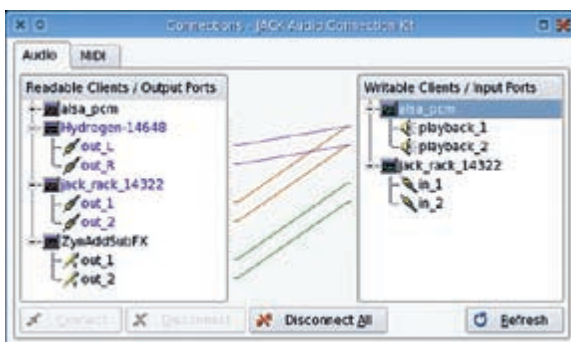 Connections - JACK Audio Connection Kit
Audio MIDI
Readable Clients / Output Ports
alsa_pcm
Hydrogen-14648
out_L
out_R
jack_rack_14322
out_1
out_2
ZynAddSubFX
out_1
out_2
Writable Clients / Input Ports
alsa_pcm
playback_1
playback_2
jack_rack_14322
in_1
in_2
Connect Disconnect Disconnect All Refresh